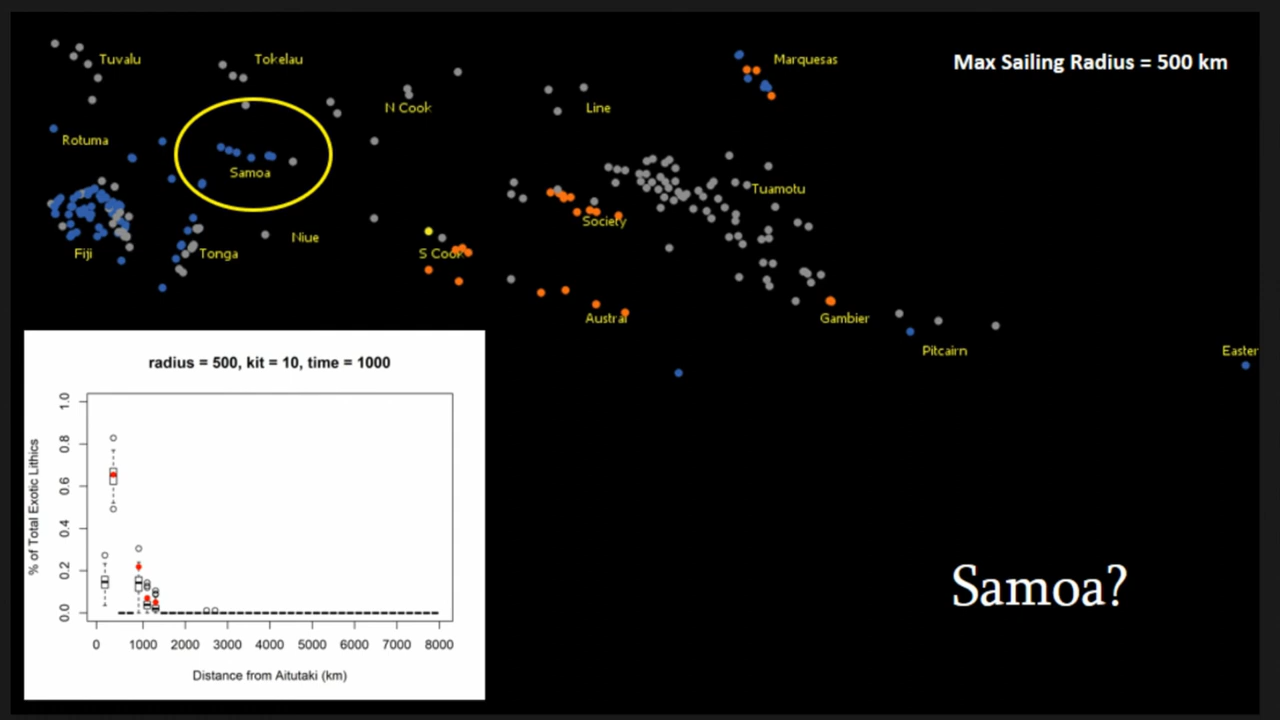 Tuvalu
Tokelau
Marquesas
Max Sailing Radius = 500 km
N Cook
Line
Rotuma
Samoa
Tuamotu
Society
Fiji
Tonga
Niue
S Cook
Austral
Gambier
Pitcairn
Easter
radius = 500, kit = 10, time = 1000
% of Total Exotic Lithics
1.0
0.8
0.6
0.4
0.2
0.0
0 1000 2000 3000 4000 5000 6000 7000 8000
Distance from Aitutaki (km)
Samoa?